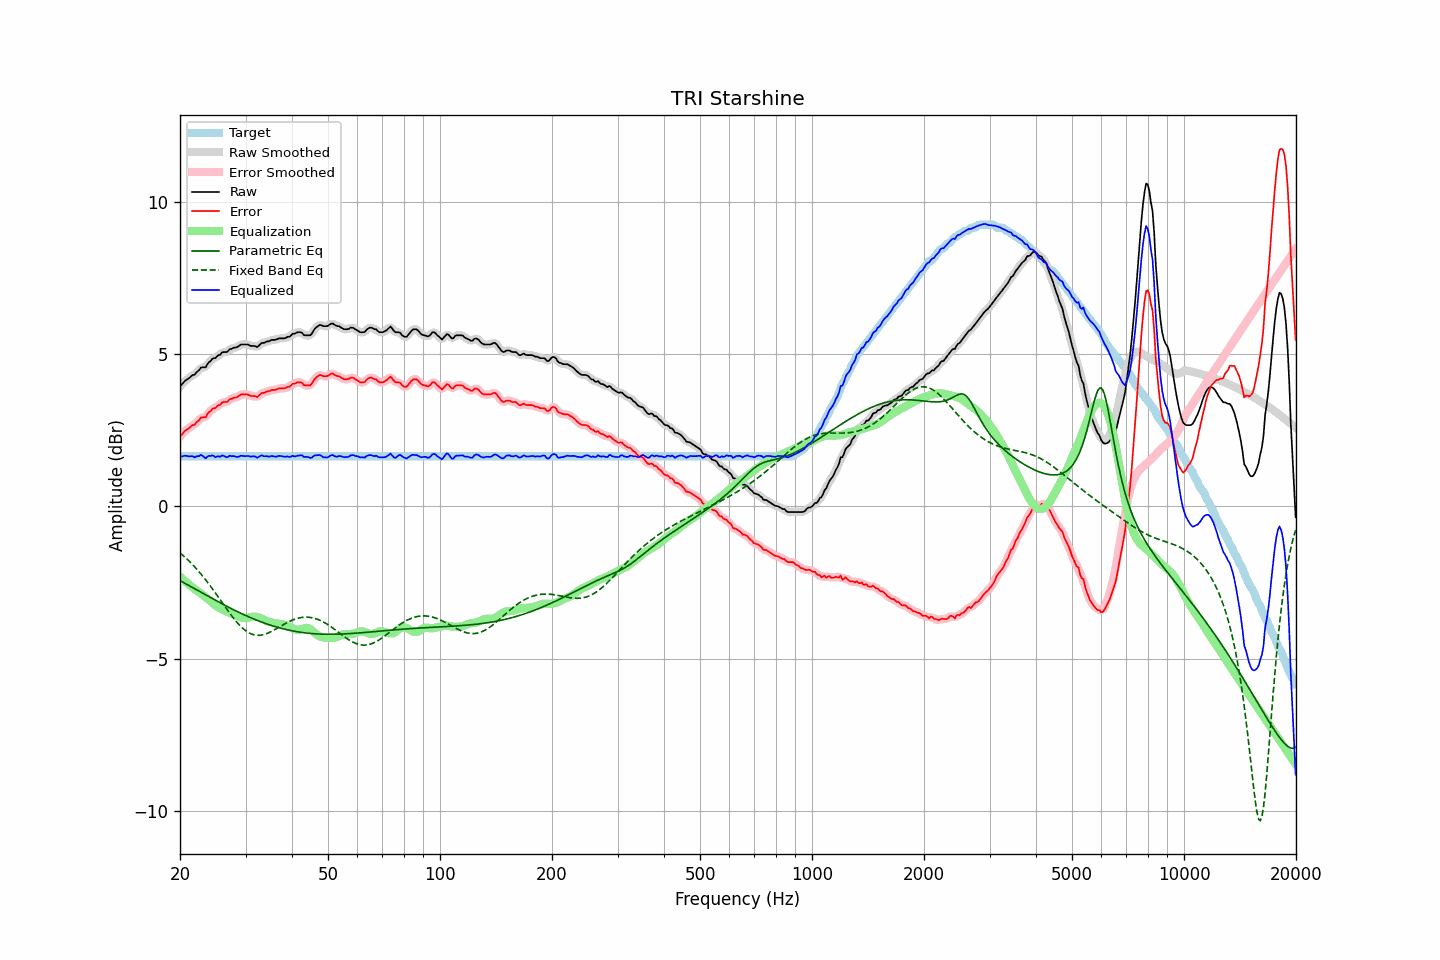 TRI Starshine
Target
Raw Smoothed
Error Smoothed
Raw
Error
Equalization
Parametric Eq
Fixed Band Eq
Equalized
Amplitude (dBr)
10
5
0
−5
−10
20
50
100
200
500
1000
2000
5000
10000
20000
Frequency (Hz)